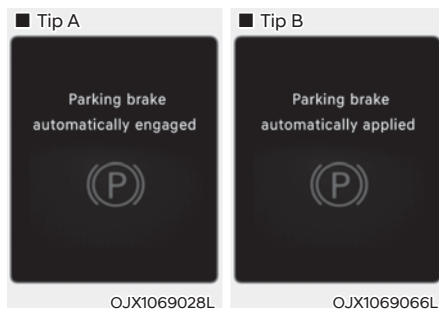 ■ Tip A
Parking brake
automatically engaged
(P)
OJX1069028L
■ Tip B
Parking brake
automatically applied
(P)
OJX1069066L